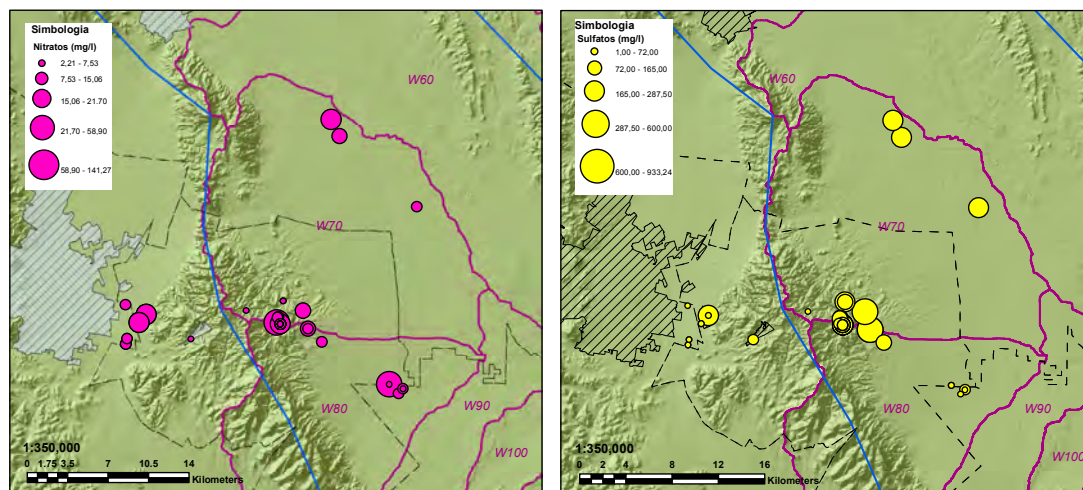 Simbología
Nitratos (mg/l)
2,21 - 7,53
7,53 - 15,06
15,06 - 21.70
21.70 - 58,90
58,90 - 141,27
W60
W70
W80
W90
W100
1:350,000
0 1.75 3.5 7 10.5 14
Kilometers
Simbología
Sulfatos (mg/l)
1,00 - 72,00
72,00 - 165,00
165,00 - 287,50
287,50 - 600,00
600,00 - 933,24
W60
W70
W80
W90
W100
1:350,000
0 2 4 8 12 16
Kilometers